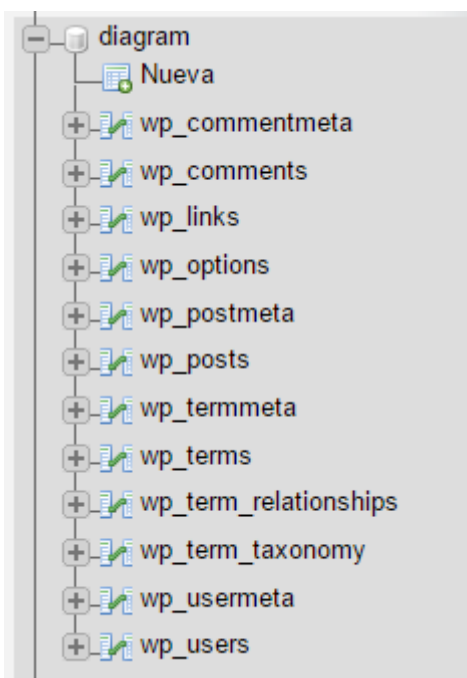 diagram
Nueva
wp_commentmeta
wp_comments
wp_links
wp_options
wp_postmeta
wp_posts
wp_termmeta
wp_terms
wp_term_relationships
wp_term_taxonomy
wp_usermeta
wp_users